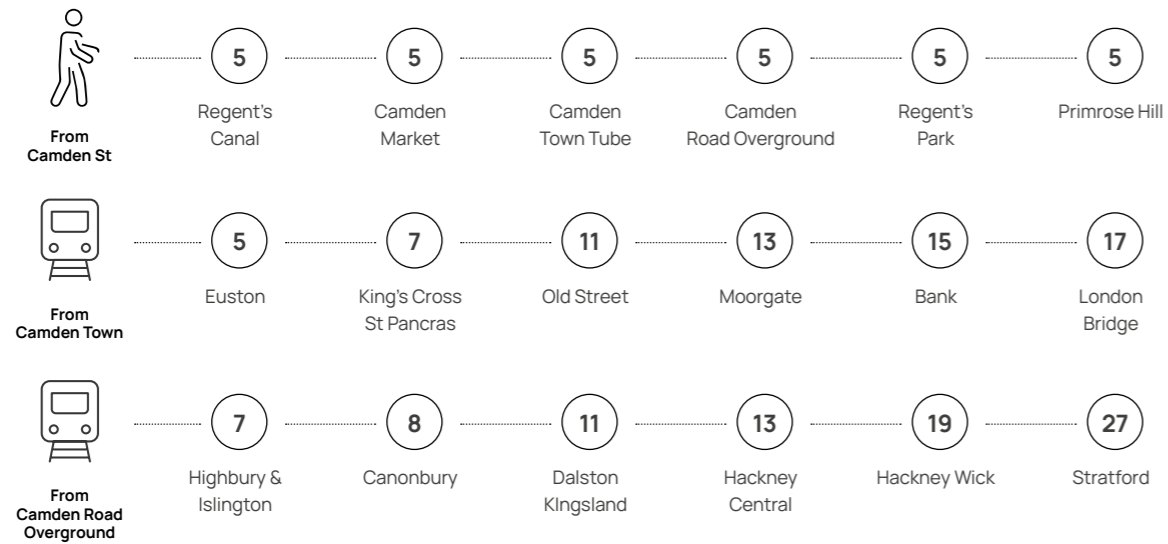 5
5
5
5
5
5
Regent's
Canal
Camden
Market
Camden
Town Tube
Camden
Road Overground
Regent's
Park
Primrose Hill
From
Camden St
5
7
11
13
15
17
Euston
King's Cross
St Pancras
Old Street
Moorgate
Bank
London
Bridge
From
Camden Town
7
8
11
13
19
27
Highbury &
Islington
Canonbury
Dalston
KIngsland
Hackney
Central
Hackney Wick
Stratford
From
Camden Road
Overground